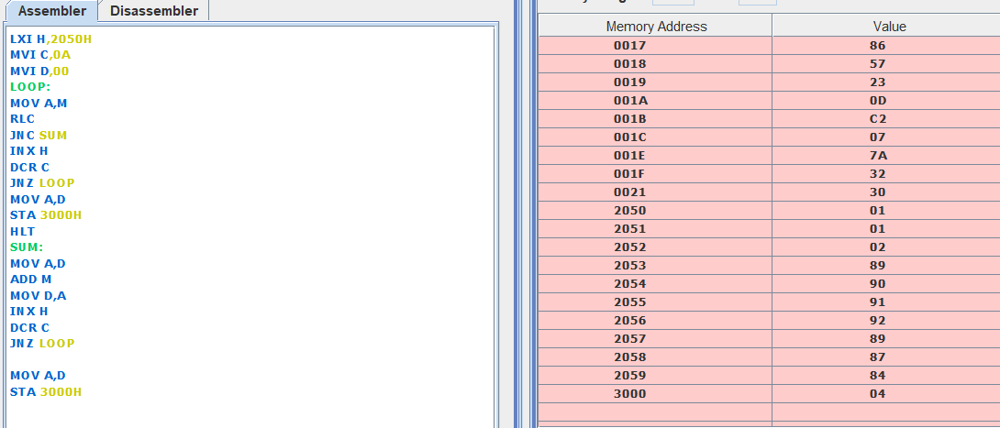 Assembler Disassembler
LXI H,2050H
MVI C,0A
MVI D,00
LOOP:
MOV A,M
RLC
JNC SUM
INX H
DCR C
JNZ LOOP
MOV A,D
STA 3000H
HLT
SUM:
MOV A,D
ADD M
MOV D,A
INX H
DCR C
JNZ LOOP
MOV A,D
STA 3000H
Memory Address Value
0017 86
0018 57
0019 23
001A 0D
001B C2
001C 07
001E 7A
001F 32
0021 30
2050 01
2051 01
2052 02
2053 89
2054 90
2055 91
2056 92
2057 89
2058 87
2059 84
3000 04